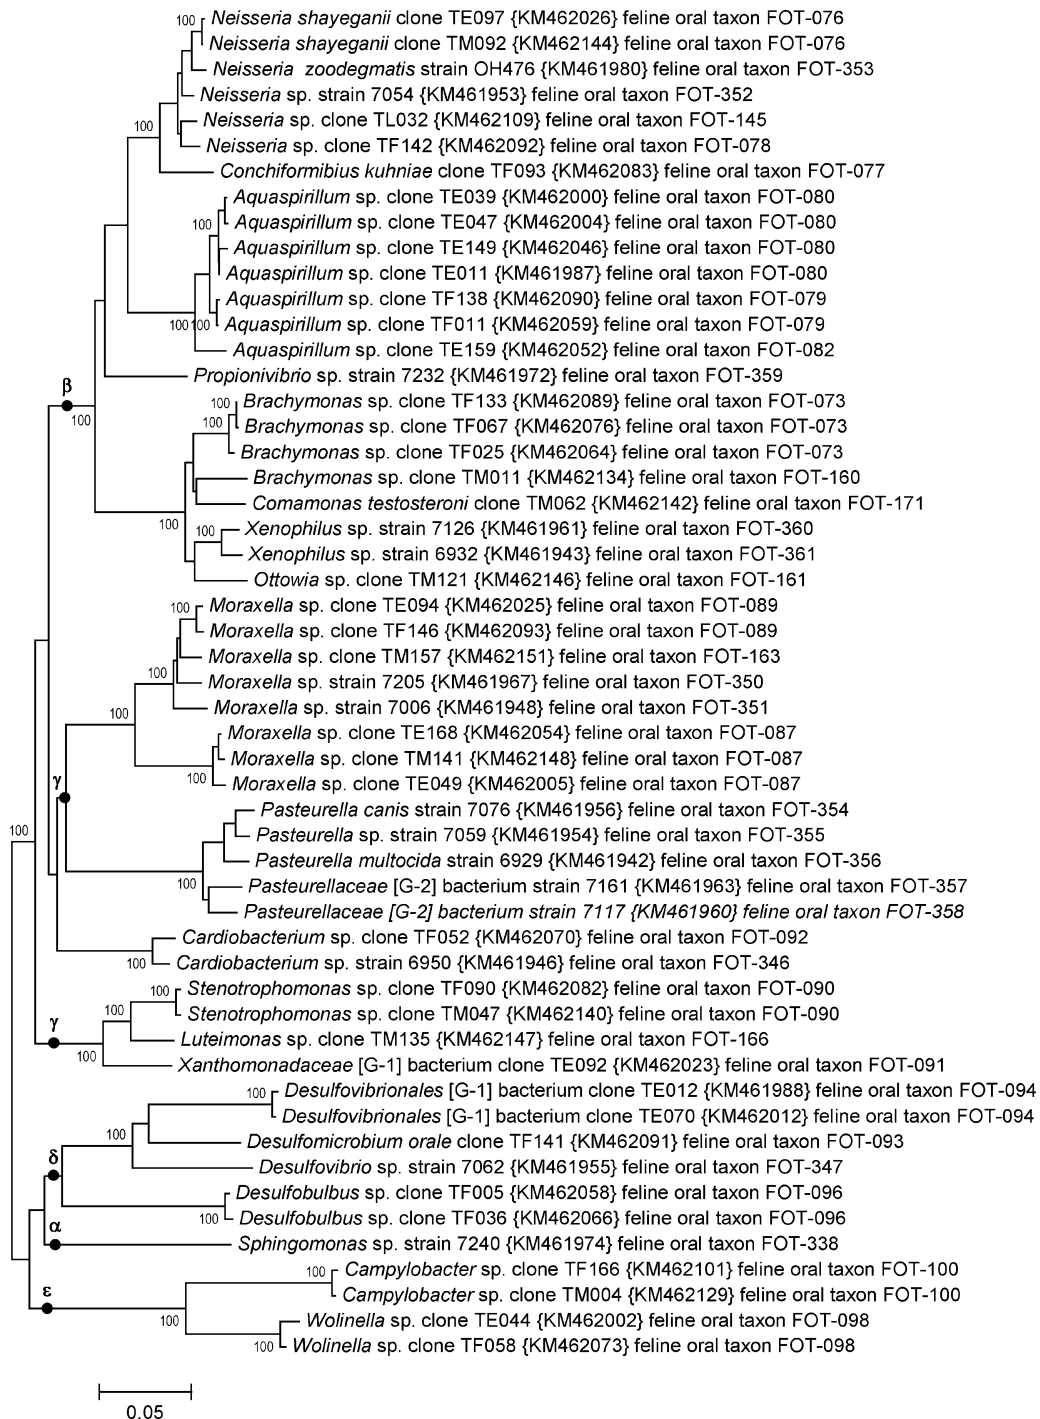 Neisseria shayeganii clone TE097 {KM462026} feline oral taxon FOT-076
100
Neisseria shayeganii clone TM092 {KM462144} feline oral taxon FOT-076
Neisseria zoodegmatis strain OH476 {KM461980} feline oral taxon FOT-353
Neisseria sp. strain 7054 {KM461953} feline oral taxon FOT-352
Neisseria sp. clone TL032 {KM462109} feline oral taxon FOT-145
100
Neisseria sp. clone TF142 {KM462092} feline oral taxon FOT-078
Conchiformibius kuhniae clone TF093 {KM462083} feline oral taxon FOT-077
Aquaspirillum sp. clone TE039 {KM462000} feline oral taxon FOT-080
100
Aquaspirillum sp. clone TE047 {KM462004} feline oral taxon FOT-080
Aquaspirillum sp. clone TE149 {KM462046} feline oral taxon FOT-080
Aquaspirillum sp. clone TE011 {KM461987} feline oral taxon FOT-080
Aquaspirillum sp. clone TF138 {KM462090} feline oral taxon FOT-079
100 100
Aquaspirillum sp. clone TF011 {KM462059} feline oral taxon FOT-079
Aquaspirillum sp. clone TE159 {KM462052} feline oral taxon FOT-082
Propionivibrio sp. strain 7232 {KM461972} feline oral taxon FOT-359
β
100
100
Brachymonas sp. clone TF133 {KM462089} feline oral taxon FOT-073
100
Brachymonas sp. clone TF067 {KM462076} feline oral taxon FOT-073
Brachymonas sp. clone TF025 {KM462064} feline oral taxon FOT-073
Brachymonas sp. clone TM011 {KM462134} feline oral taxon FOT-160
Comamonas testosteroni clone TM062 {KM462142} feline oral taxon FOT-171
100
100
Xenophilus sp. strain 7126 {KM461961} feline oral taxon FOT-360
Xenophilus sp. strain 6932 {KM461943} feline oral taxon FOT-361
Ottowia sp. clone TM121 {KM462146} feline oral taxon FOT-161
100
Moraxella sp. clone TE094 {KM462025} feline oral taxon FOT-089
Moraxella sp. clone TF146 {KM462093} feline oral taxon FOT-089
Moraxella sp. clone TM157 {KM462151} feline oral taxon FOT-163
100
Moraxella sp. strain 7205 {KM461967} feline oral taxon FOT-350
Moraxella sp. strain 7006 {KM461948} feline oral taxon FOT-351
100
Moraxella sp. clone TE168 {KM462054} feline oral taxon FOT-087
Moraxella sp. clone TM141 {KM462148} feline oral taxon FOT-087
100
Moraxella sp. clone TE049 {KM462005} feline oral taxon FOT-087
γ
Pasteurella canis strain 7076 {KM461956} feline oral taxon FOT-354
100
Pasteurella sp. strain 7059 {KM461954} feline oral taxon FOT-355
Pasteurella multocida strain 6929 {KM461942} feline oral taxon FOT-356
100
Pasteurellaceae [G-2] bacterium strain 7161 {KM461963} feline oral taxon FOT-357
Pasteurellaceae [G-2] bacterium strain 7117 {KM461960} feline oral taxon FOT-358
Cardiobacterium sp. clone TF052 {KM462070} feline oral taxon FOT-092
100
Cardiobacterium sp. strain 6950 {KM461946} feline oral taxon FOT-346
100
Stenotrophomonas sp. clone TF090 {KM462082} feline oral taxon FOT-090
100
Stenotrophomonas sp. clone TM047 {KM462140} feline oral taxon FOT-090
γ
Luteimonas sp. clone TM135 {KM462147} feline oral taxon FOT-166
100
Xanthomonadaceae [G-1] bacterium clone TE092 {KM462023} feline oral taxon FOT-091
100
Desulfovibrionales [G-1] bacterium clone TE012 {KM461988} feline oral taxon FOT-094
Desulfovibrionales [G-1] bacterium clone TE070 {KM462012} feline oral taxon FOT-094
100
Desulfomicrobium orale clone TF141 {KM462091} feline oral taxon FOT-093
δ
Desulfovibrio sp. strain 7062 {KM461955} feline oral taxon FOT-347
Desulfobulbus sp. clone TF005 {KM462058} feline oral taxon FOT-096
100
Desulfobulbus sp. clone TF036 {KM462066} feline oral taxon FOT-096
α
Sphingomonas sp. strain 7240 {KM461974} feline oral taxon FOT-338
100
Campylobacter sp. clone TF166 {KM462101} feline oral taxon FOT-100
Campylobacter sp. clone TM004 {KM462129} feline oral taxon FOT-100
ε
100
Wolinella sp. clone TE044 {KM462002} feline oral taxon FOT-098
100
Wolinella sp. clone TF058 {KM462073} feline oral taxon FOT-098
0.05